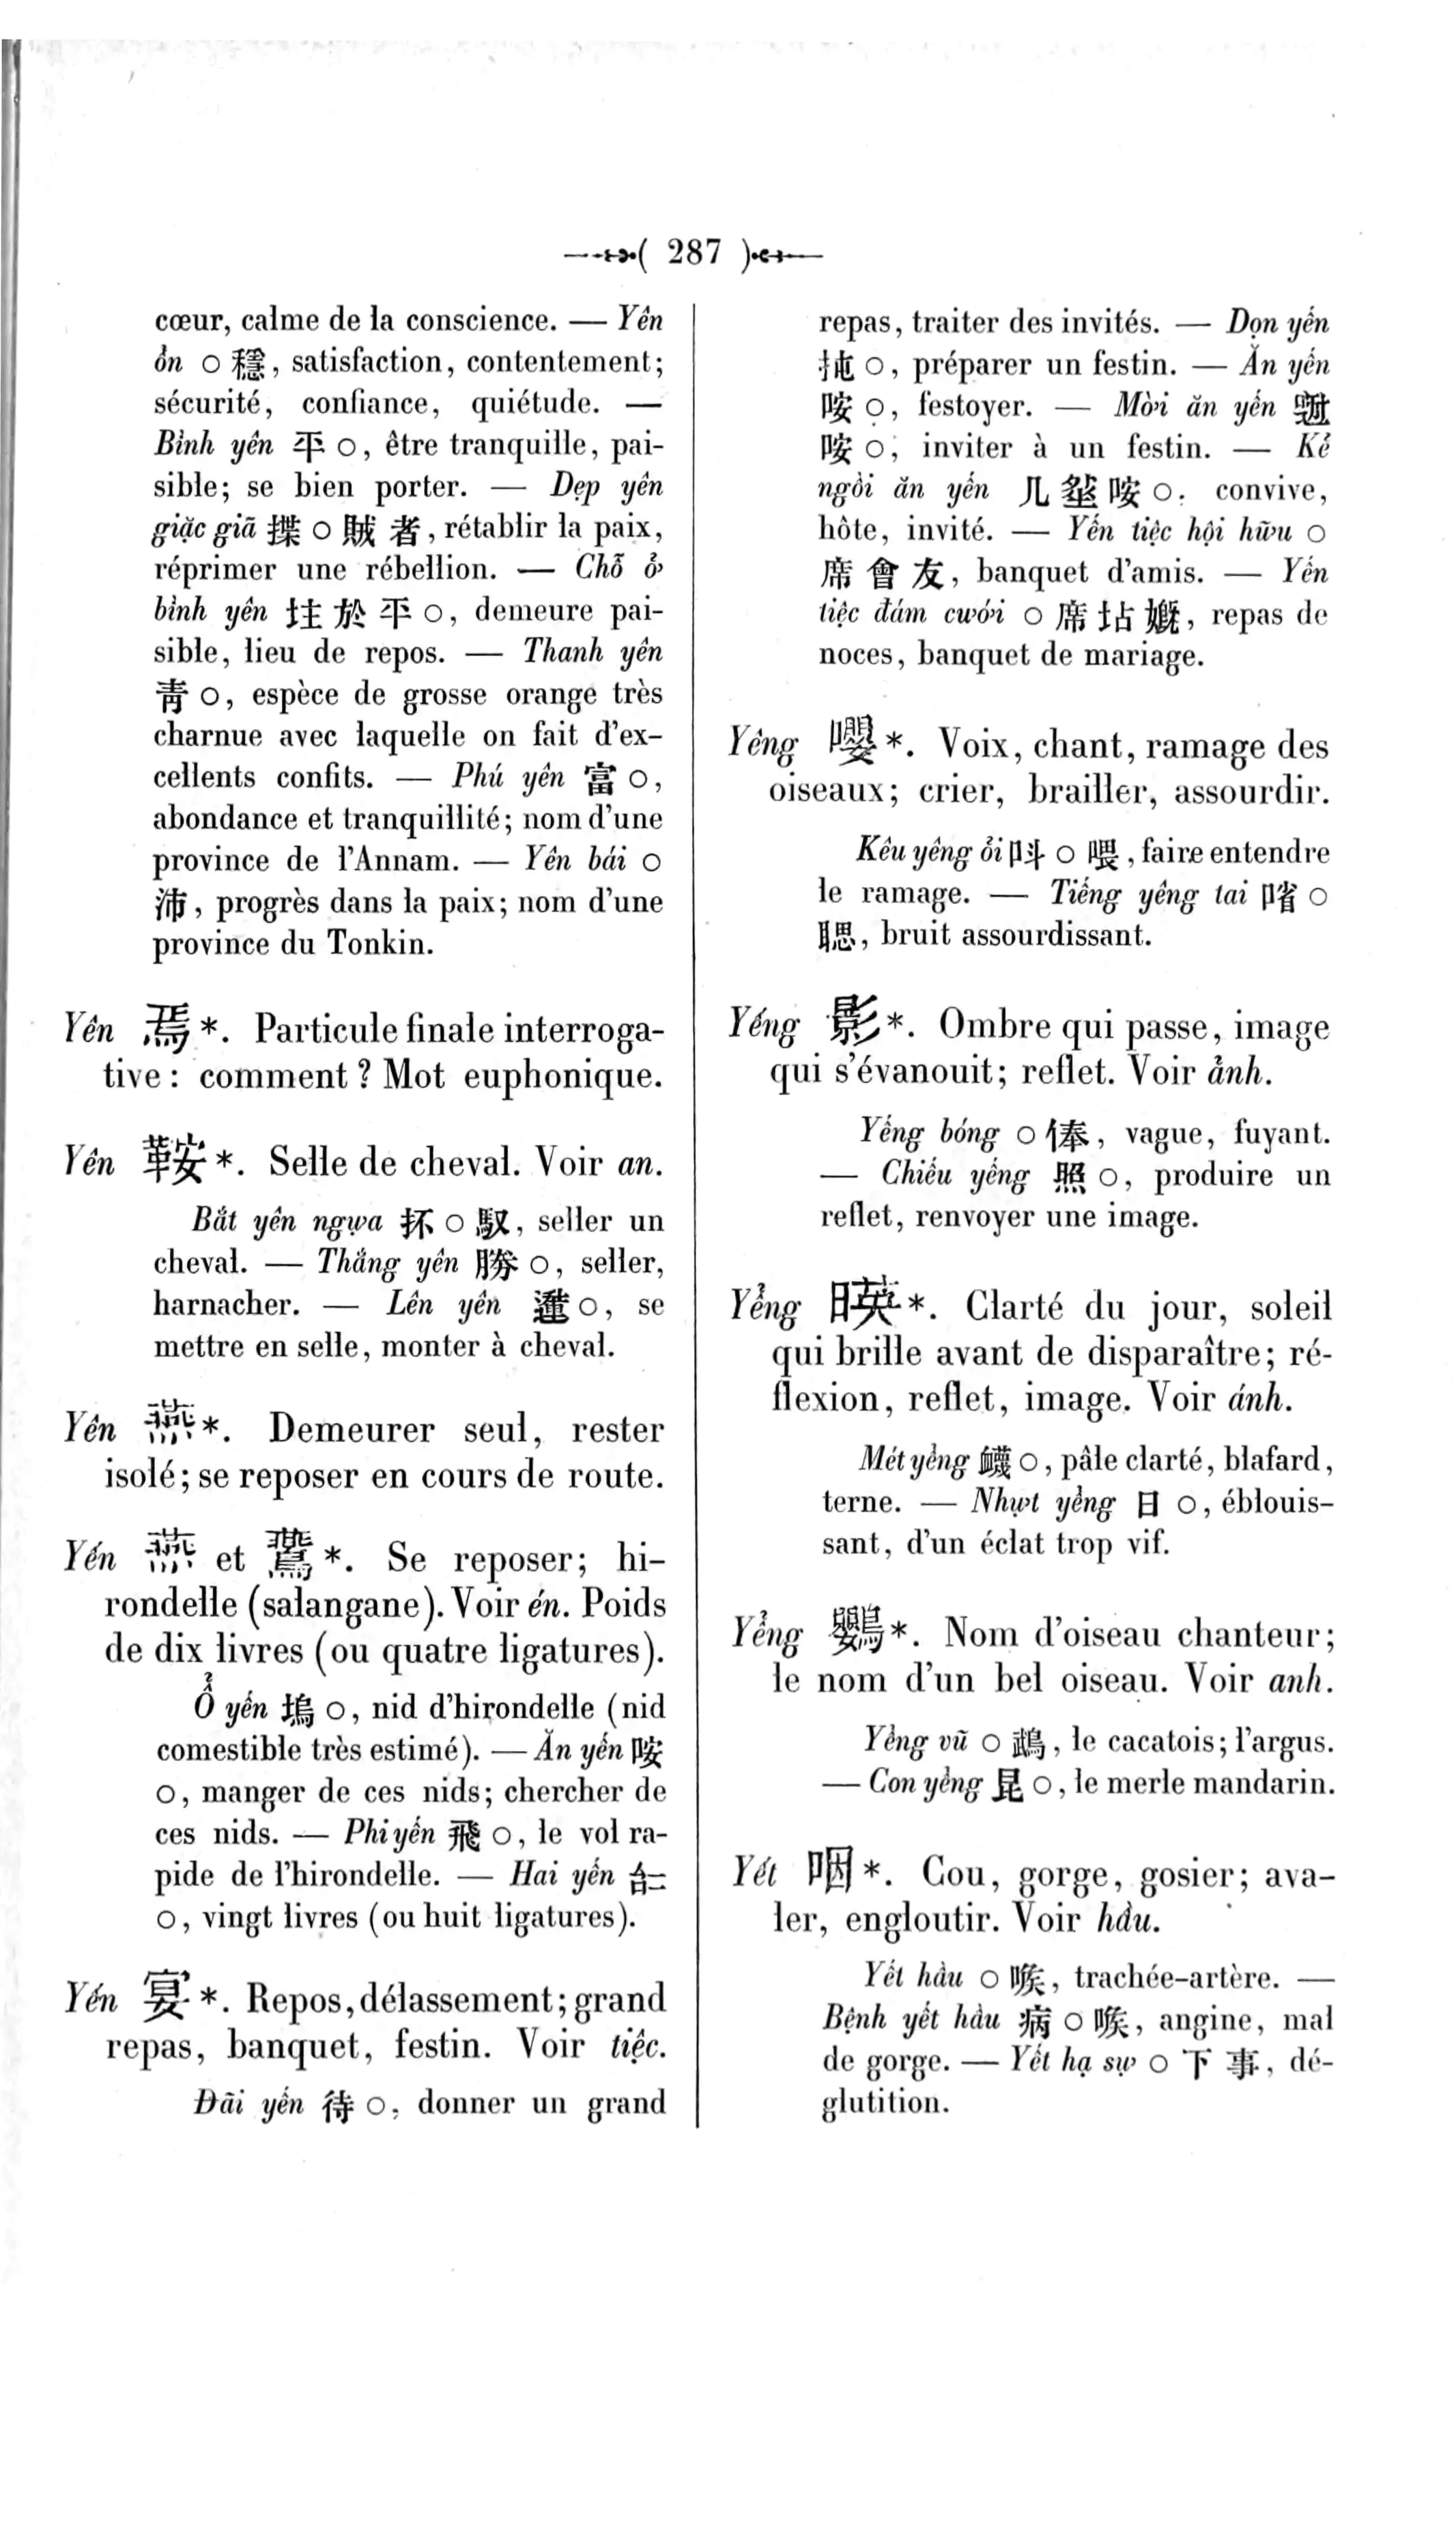 ( 287 )
cœur, calme de la conscience. — Yên
ổn ○ 穩, satisfaction, contentement;
sécurité, confiance, quiétude. —
Bình yên 平 ○, être tranquille, pai-
sible; se bien porter. — Dẹp yên
giặc giã 揲 ○ 賊 者, rétablir la paix,
réprimer une rébellion. — Chỗ ở
bình yên 拄 於 平 ○, demeure pai-
sible, lieu de repos. — Thanh yên
靑 ○, espèce de grosse orange très
charnue avec laquelle on fait d'ex-
cellents confits. — Phú yên 富 ○,
abondance et tranquillité; nom d'une
province de l'Annam. — Yên bái ○
沛, progrès dans la paix; nom d'une
province du Tonkin.
Yên 焉 *. Particule finale interroga-
tive : comment ? Mot euphonique.
Yên 鞍 *. Selle de cheval. Voir an.
Bắt yên ngựa 抔 ○ 馭, seller un
cheval. — Thắng yên 勝 ○, seller,
harnacher. — Lên yên ○, se
mettre en selle, monter à cheval.
Yên 燕 *. Demeurer seul, rester
isolé; se reposer en cours de route.
Yến 燕 et 鷰 *. Se reposer; hi-
rondelle (salangane). Voir én. Poids
de dix livres (ou quatre ligatures).
Ổ yến 塢 ○, nid d'hirondelle (nid
comestible très estimé). — Ăn yến 咹
○, manger de ces nids; chercher de
ces nids. — Phi yến 飛 ○, le vol ra-
pide de l'hirondelle. — Hai yến
○, vingt livres (ou huit ligatures).
Yến 宴 *. Repos, délassement; grand
repas, banquet, festin. Voir tiệc.
Đãi yến 待 ○, donner un grand
repas, traiter des invités. — Dọn yến
扽 ○, préparer un festin. — Ăn yến
咹 ○, festoyer. — Mời ăn yến
咹 ○, inviter à un festin. — Kẻ
ngồi ăn yến 几 咹 ○, convive,
hôte, invité. — Yến tiệc hội hữu ○
席 會 友, banquet d'amis. — Yến
tiệc đám cưới ○ 席 坫 , repas de
noces, banquet de mariage.
Yêng 嚶 *. Voix, chant, ramage des
oiseaux; crier, brailler, assourdir.
Kêu yêng ỏi 呌 ○ 喂, faire entendre
le ramage. — Tiếng yêng tai 㗂 ○
聰, bruit assourdissant.
Yếng 影 *. Ombre qui passe, image
qui s'évanouit; reflet. Voir ảnh.
Yếng bóng ○ 俸, vague, fuyant.
— Chiếu yếng 照 ○, produire un
reflet, renvoyer une image.
Yểng 暎 *. Clarté du jour, soleil
qui brille avant de disparaître; ré-
flexion, reflet, image. Voir ánh.
Mét yểng ○, pâle clarté, blafard,
terne. — Nhựt yểng 日 ○, éblouis-
sant, d'un éclat trop vif.
Yểng 鸚 *. Nom d'oiseau chanteur;
le nom d'un bel oiseau. Voir anh.
Yểng vũ ○ 鵡, le cacatois; l'argus.
— Con yểng 昆 ○, le merle mandarin.
Yết 咽 *. Cou, gorge, gosier; ava-
ler, engloutir. Voir hầu.
Yết hầu ○ 喉, trachée-artère. —
Bệnh yết hầu 病 ○ 喉, angine, mal
de gorge. — Yết hạ sự ○ 下 事, dé-
glutition.